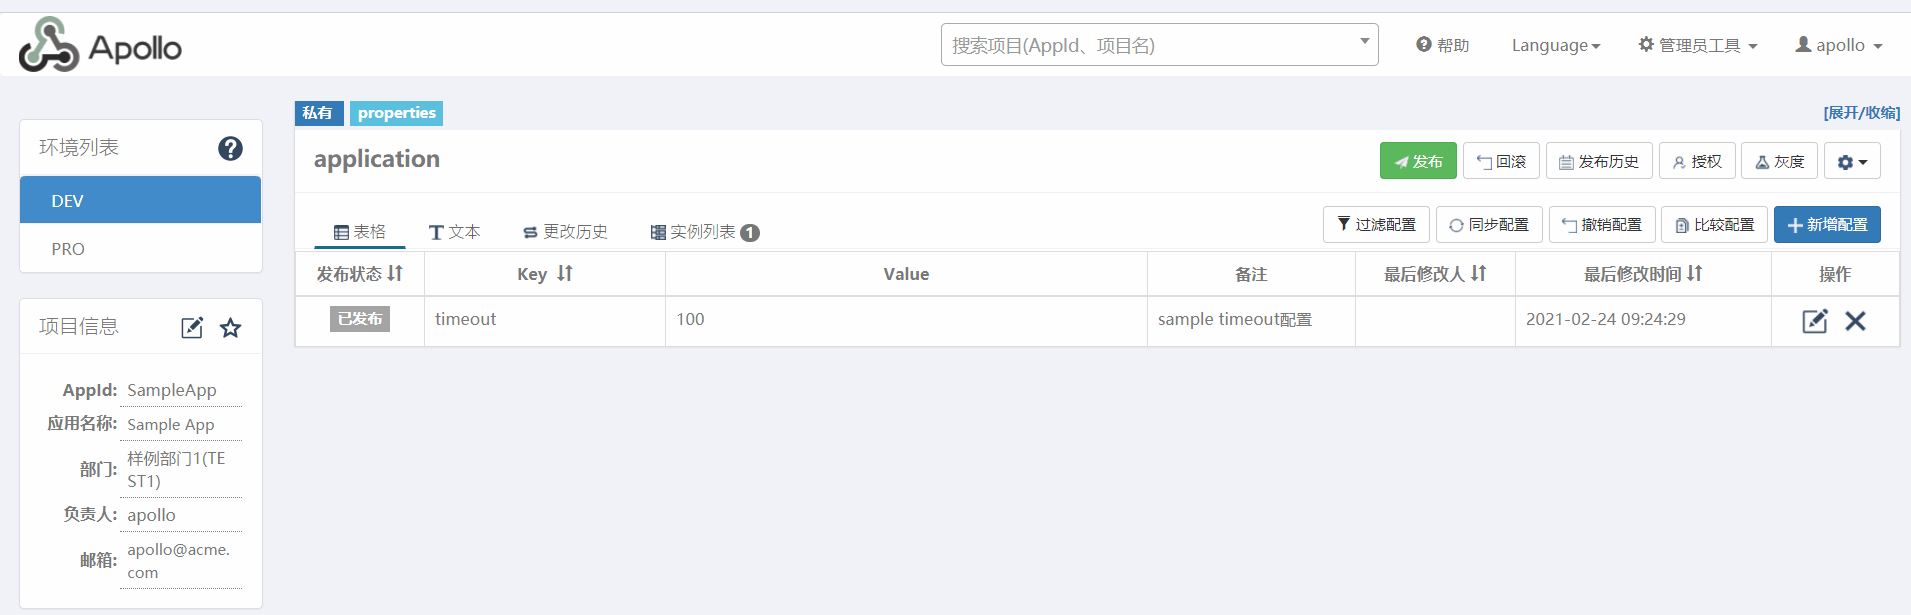 Apollo
搜索项目(AppId、项目名)
帮助
Language
管理员工具
apollo
私有 properties
[展开/收缩]
环境列表
DEV
PRO
application
发布 回滚 发布历史 授权 灰度
表格 文本 更改历史 实例列表 1
过滤配置 同步配置 撤销配置 比较配置 新增配置
发布状态 Key Value 备注 最后修改人 最后修改时间 操作
已发布 timeout 100 sample timeout配置 2021-02-24 09:24:29
项目信息
AppId: SampleApp
应用名称: Sample App
部门: 样例部门1(TE
ST1)
负责人: apollo
邮箱: apollo@acme.
com